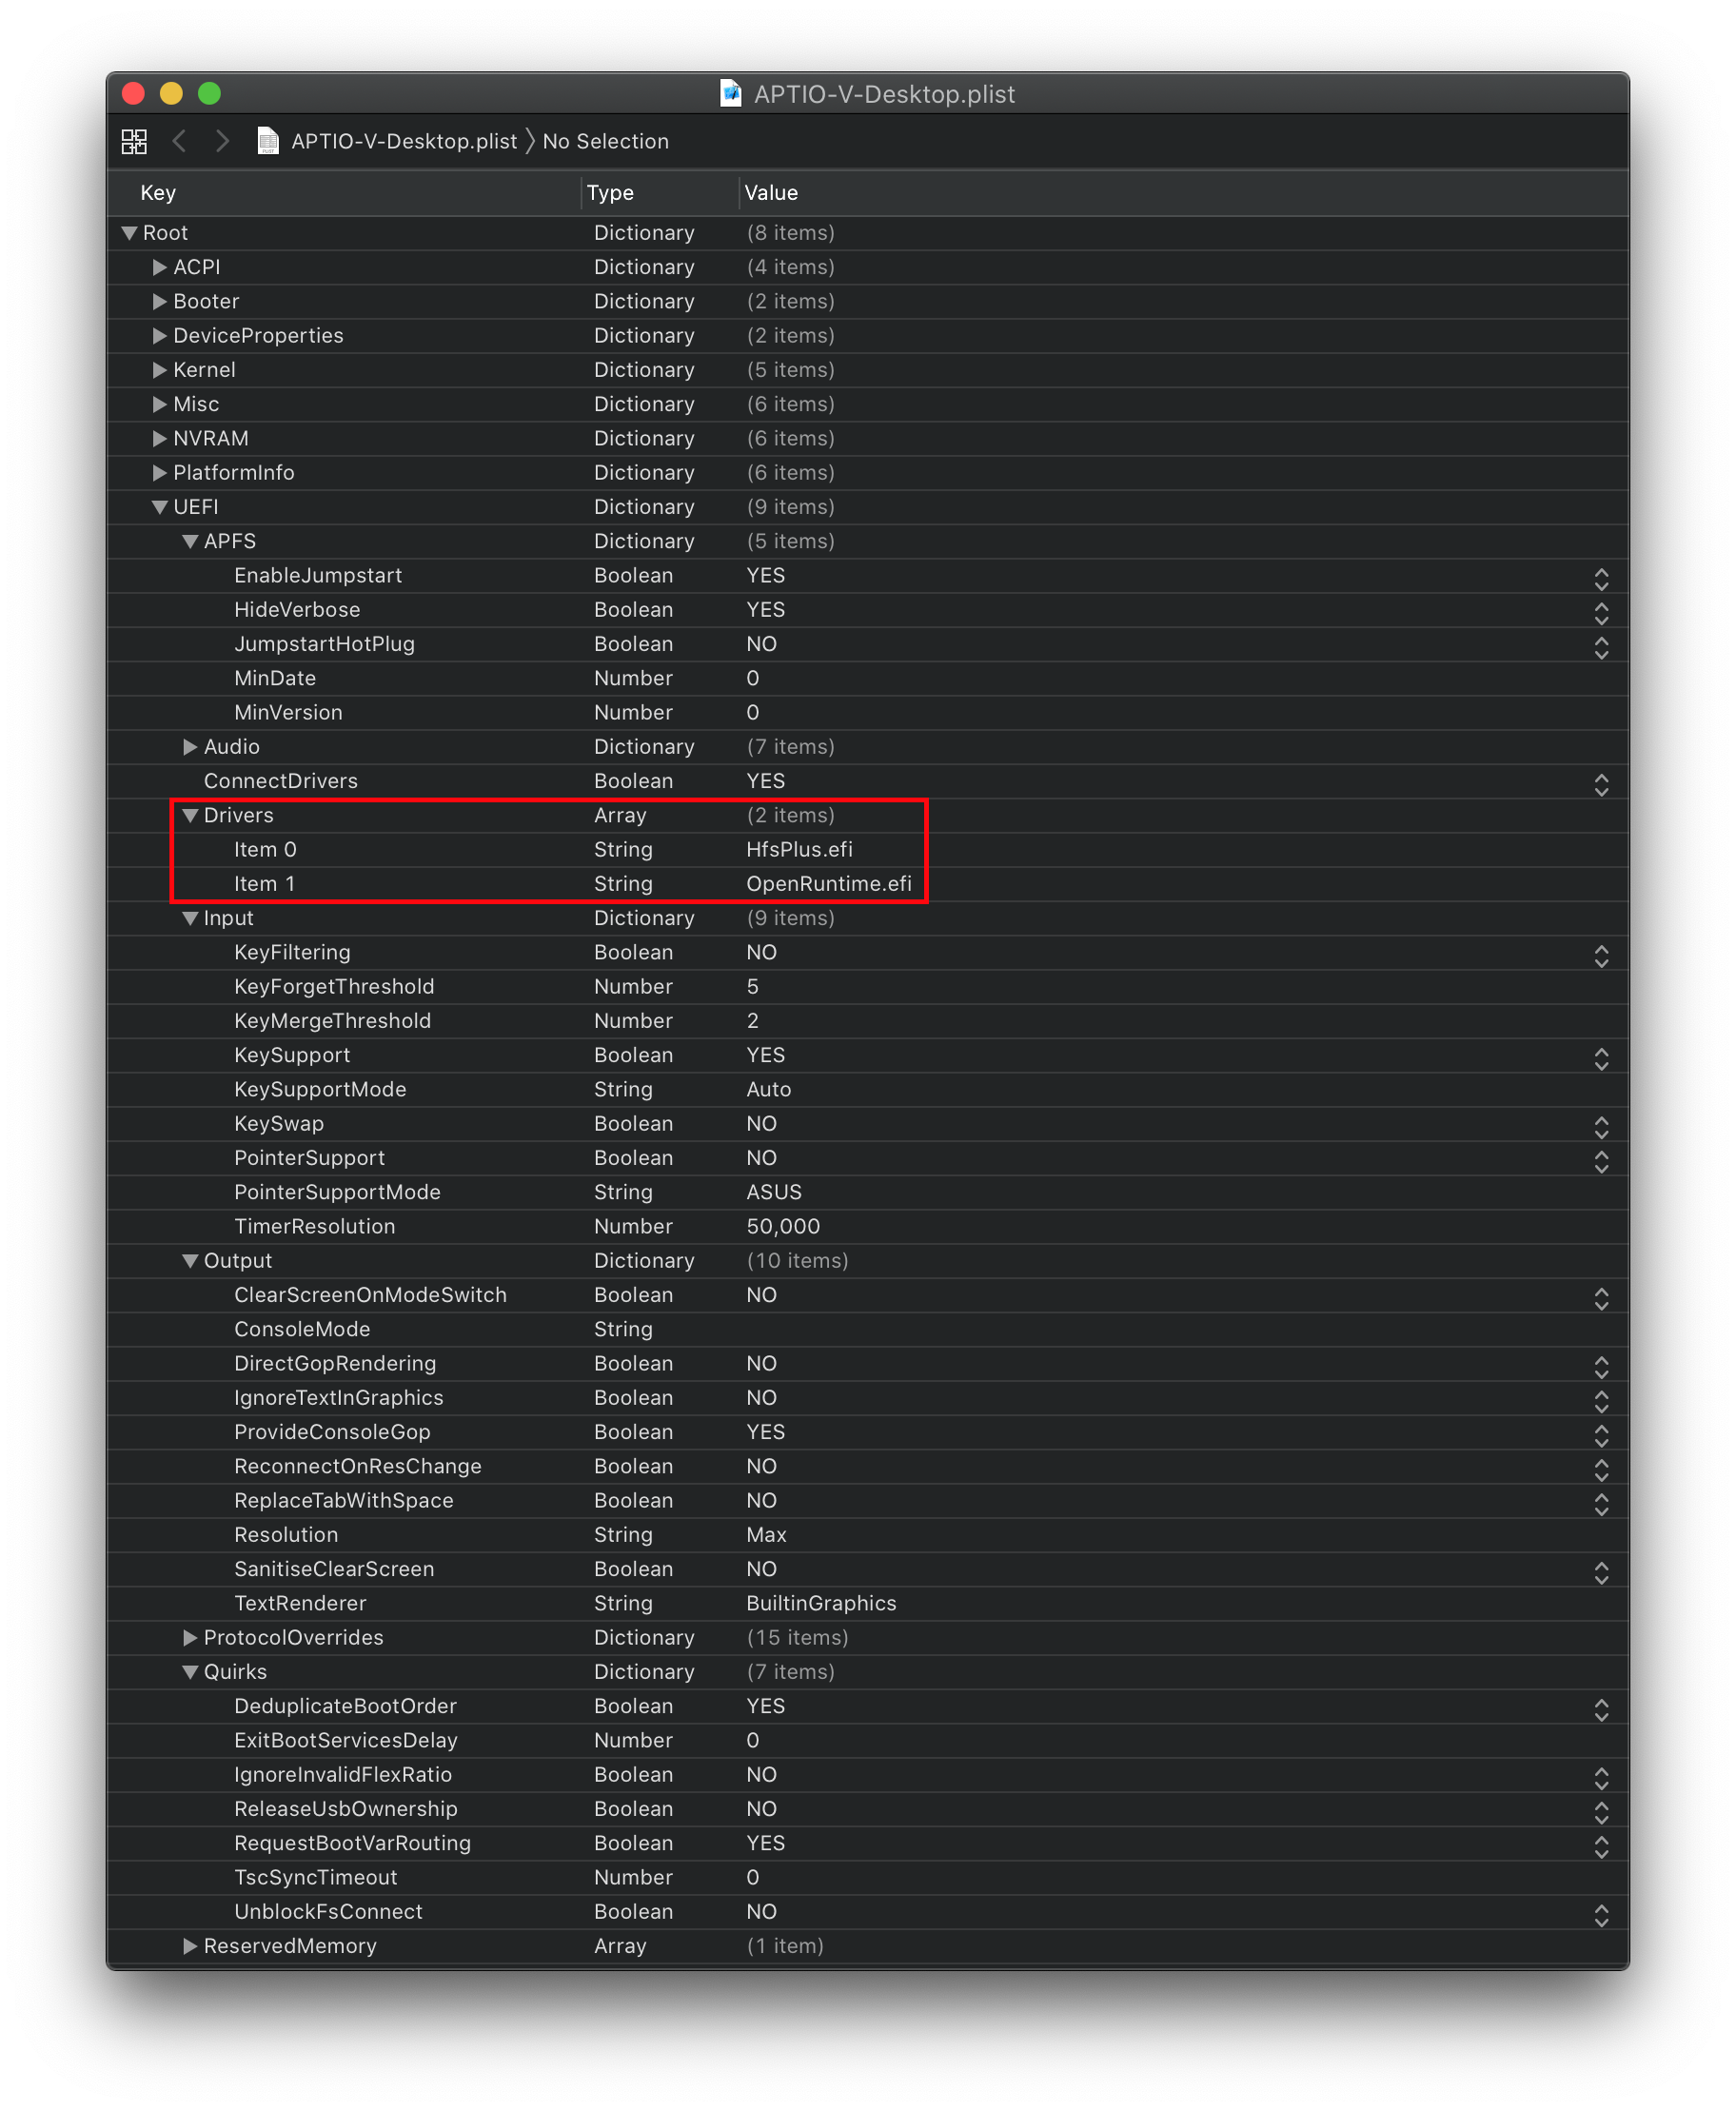 APTIO-V-Desktop.plist
APTIO-V-Desktop.plist No Selection
Key Type Value
Root Dictionary (8 items)
ACPI Dictionary (4 items)
Booter Dictionary (2 items)
DeviceProperties Dictionary (2 items)
Kernel Dictionary (5 items)
Misc Dictionary (6 items)
NVRAM Dictionary (6 items)
PlatformInfo Dictionary (6 items)
UEFI Dictionary (9 items)
APFS Dictionary (5 items)
EnableJumpstart Boolean YES
HideVerbose Boolean YES
JumpstartHotPlug Boolean NO
MinDate Number 0
MinVersion Number 0
Audio Dictionary (7 items)
ConnectDrivers Boolean YES
Drivers Array (2 items)
Item 0 String HfsPlus.efi
Item 1 String OpenRuntime.efi
Input Dictionary (9 items)
KeyFiltering Boolean NO
KeyForgetThreshold Number 5
KeyMergeThreshold Number 2
KeySupport Boolean YES
KeySupportMode String Auto
KeySwap Boolean NO
PointerSupport Boolean NO
PointerSupportMode String ASUS
TimerResolution Number 50,000
Output Dictionary (10 items)
ClearScreenOnModeSwitch Boolean NO
ConsoleMode String
DirectGopRendering Boolean NO
IgnoreTextInGraphics Boolean NO
ProvideConsoleGop Boolean YES
ReconnectOnResChange Boolean NO
ReplaceTabWithSpace Boolean NO
Resolution String Max
SanitiseClearScreen Boolean NO
TextRenderer String BuiltinGraphics
ProtocolOverrides Dictionary (15 items)
Quirks Dictionary (7 items)
DeduplicateBootOrder Boolean YES
ExitBootServicesDelay Number 0
IgnoreInvalidFlexRatio Boolean NO
ReleaseUsbOwnership Boolean NO
RequestBootVarRouting Boolean YES
TscSyncTimeout Number 0
UnblockFsConnect Boolean NO
ReservedMemory Array (1 item)